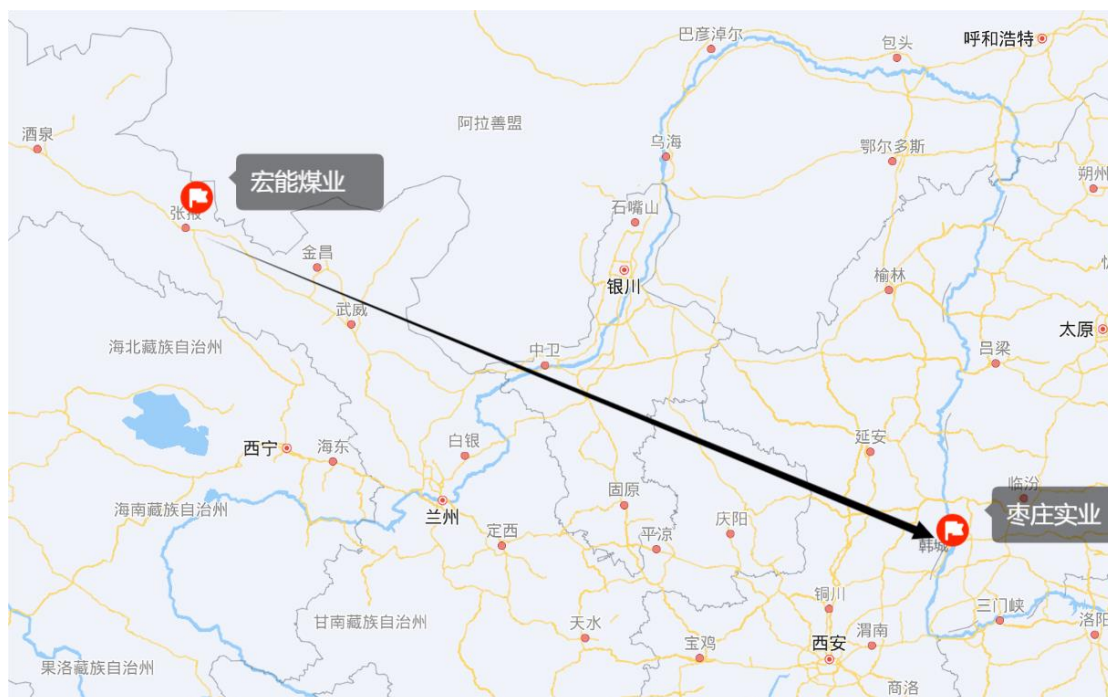 巴彦淖尔
包头
呼和浩特
酒泉
阿拉善盟
乌海
鄂尔多斯
宏能煤业
朔州
张掖
石嘴山
金昌
银川
榆林
武威
太原
海北藏族自治州
中卫
吕梁
西宁
海东
白银
延安
临汾
海南藏族自治州
兰州
固原
枣庄实业
定西
平凉
庆阳
韩城
铜川
甘南藏族自治州
天水
三门峡
渭南
洛阳
宝鸡
西安
果洛藏族自治州
商洛